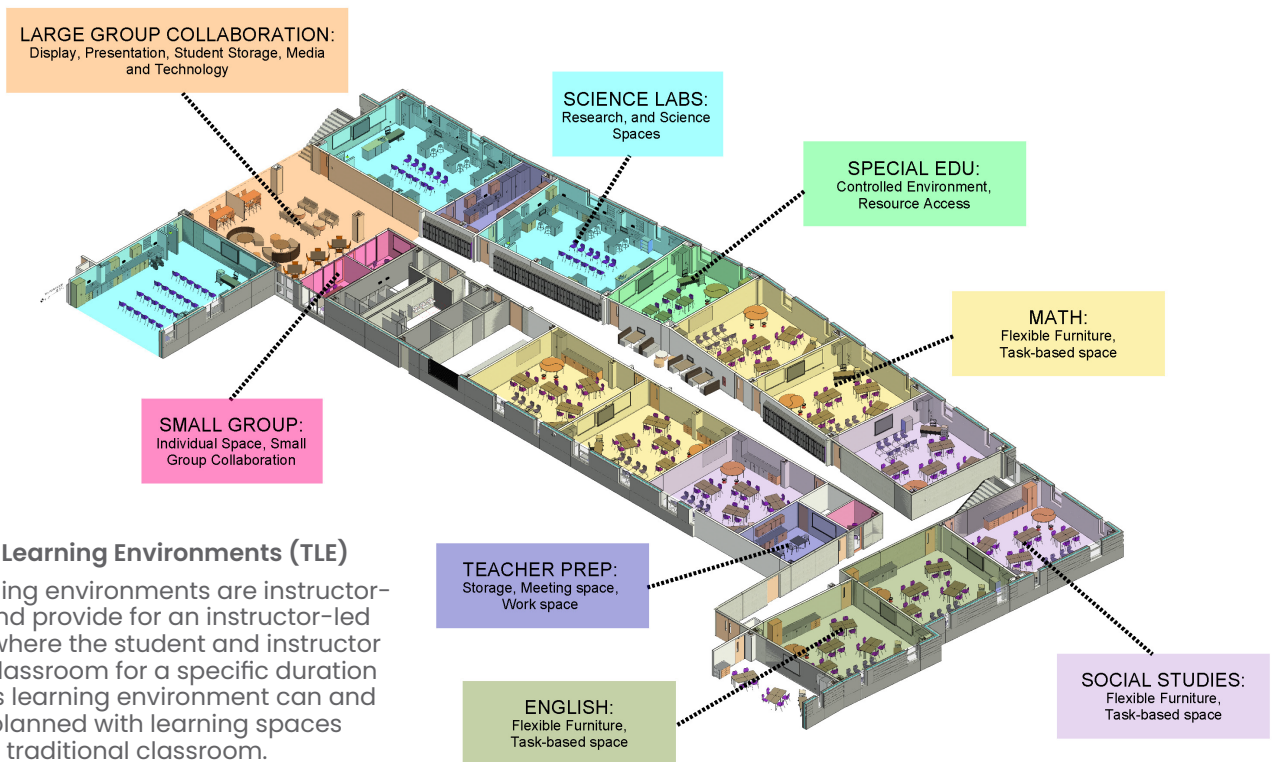 LARGE GROUP COLLABORATION:
Display, Presentation, Student Storage, Media
and Technology
SCIENCE LABS:
Research, and Science
Spaces
SPECIAL EDU:
Controlled Environment,
Resource Access
MATH:
Flexible Furniture,
Task-based space
SMALL GROUP:
Individual Space, Small
Group Collaboration
TEACHER PREP:
Storage, Meeting space,
Work space
SOCIAL STUDIES:
Flexible Furniture,
Task-based space
ENGLISH:
Flexible Furniture,
Task-based space
Learning Environments (TLE)
ing environments are instructor-
nd provide for an instructor-led
where the student and instructor
lassroom for a specific duration
s learning environment can and
planned with learning spaces
traditional classroom.